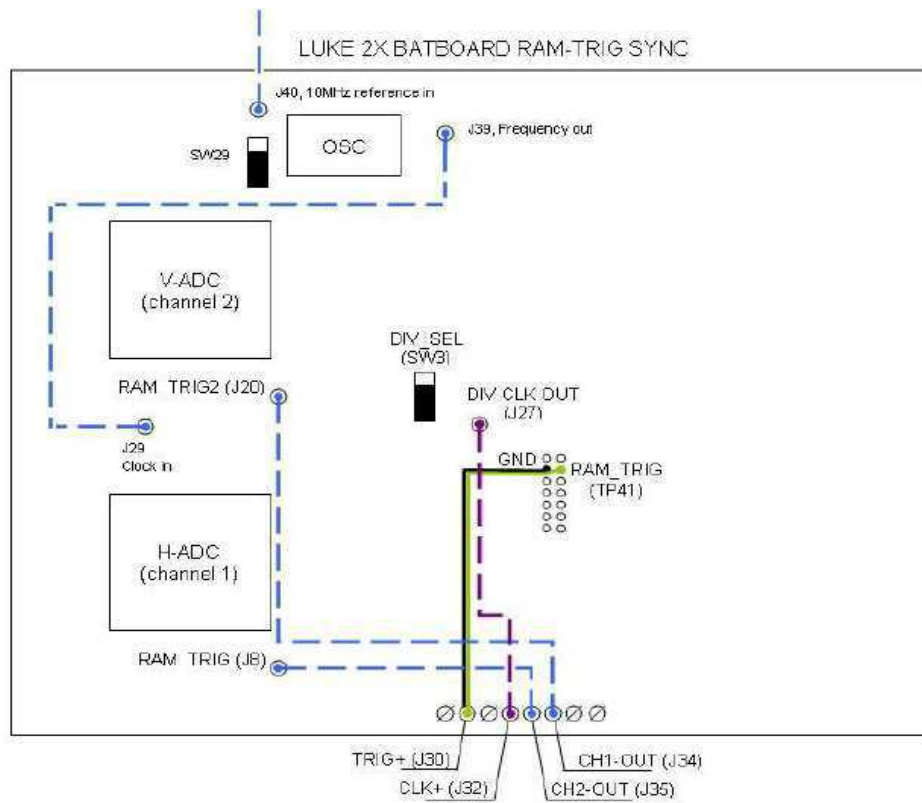 LUKE 2X BATBOARD RAM-TRIG SYNC
J40, 10MHz reference in
SW29
OSC
J39, Frequency out
V-ADC
(channel 2)
DIV_SEL
(SW3)
RAM_TRIG2 (J20)
DIV CLK OUT
(J27)
J29
Clock in
GND
RAM_TRIG
(TP41)
H-ADC
(channel 1)
RAM_TRIG (J8)
TRIG+ (J30)
CH1-OUT (J34)
CLK+ (J32)
CH2-OUT (J35)